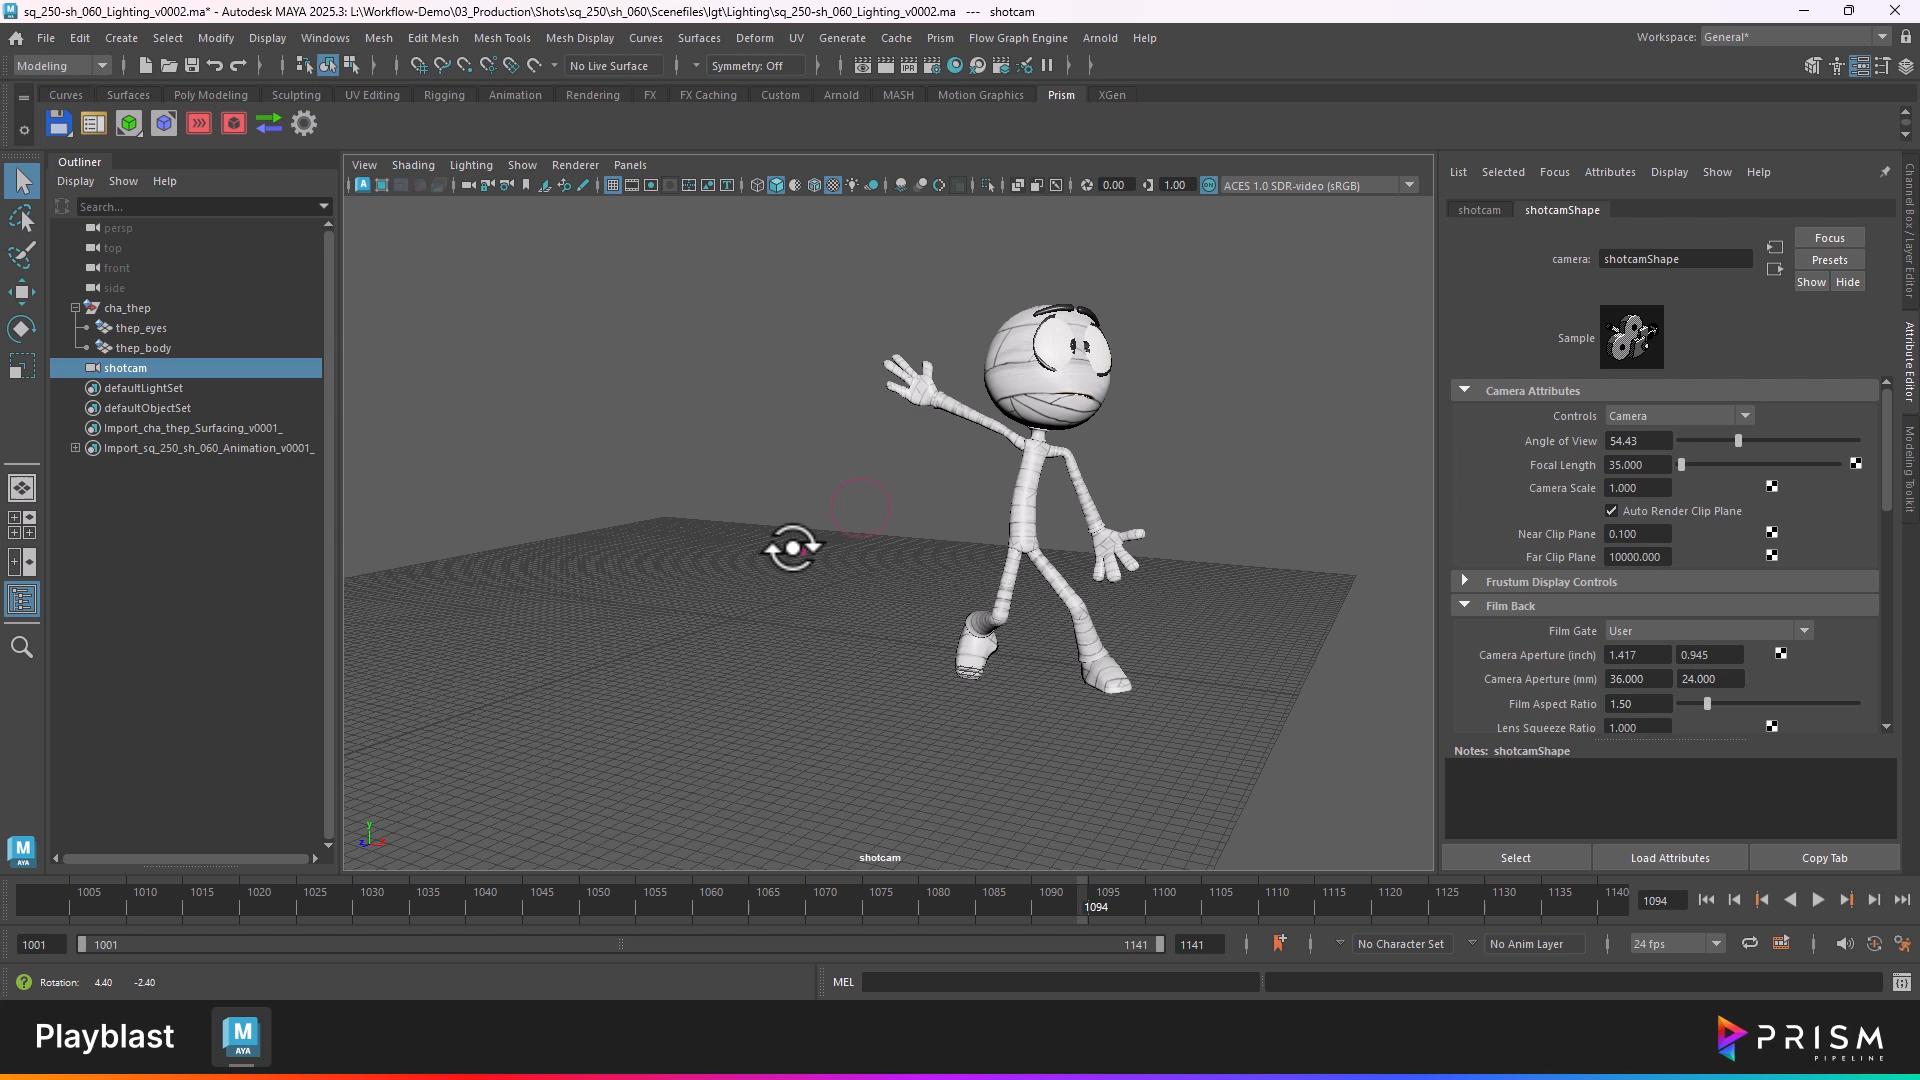 sq_250-sh_060_Lighting_v0002.ma* - Autodesk MAYA 2025.3: L:\Workflow-Demo\03_Production\Shots\sq_250\sh_060\Scenefiles\lgt\Lighting\sq_250-sh_060_Lighting_v0002.ma --- shotcam
File Edit Create Select Modify Display Windows Mesh Edit Mesh Mesh Tools Mesh Display Curves Surfaces Deform UV Generate Cache Prism Flow Graph Engine Arnold Help
Workspace: General*
Modeling
No Live Surface
Symmetry: Off
IPR
Curves Surfaces Poly Modeling Sculpting UV Editing Rigging Animation Rendering FX FX Caching Custom Arnold MASH Motion Graphics Prism XGen
Outliner
Display Show Help
Search...
persp
top
front
side
cha_thep
thep_eyes
thep_body
shotcam
defaultLightSet
defaultObjectSet
Import_cha_thep_Surfacing_v0001_
Import_sq_250_sh_060_Animation_v0001_
View Shading Lighting Show Renderer Panels
0.00
1.00
ON
ACES 1.0 SDR-video (sRGB)
y
z
shotcam
List Selected Focus Attributes Display Show Help
shotcam shotcamShape
camera: shotcamShape
Focus
Presets
Show Hide
Sample
Camera Attributes
Controls Camera
Angle of View 54.43
Focal Length 35.000
Camera Scale 1.000
Auto Render Clip Plane
Near Clip Plane 0.100
Far Clip Plane 10000.000
Frustum Display Controls
Film Back
Film Gate User
Camera Aperture (inch) 1.417 0.945
Camera Aperture (mm) 36.000 24.000
Film Aspect Ratio 1.50
Lens Squeeze Ratio 1.000
Notes: shotcamShape
Select Load Attributes Copy Tab
Channel Box / Layer Editor
Attribute Editor
Modeling Toolkit
M
AYA
1005 1010 1015 1020 1025 1030 1035 1040 1045 1050 1055 1060 1065 1070 1075 1080 1085 1090 1095 1100 1105 1110 1115 1120 1125 1130 1135 1140
1094
1094
1001 1001 1141 1141
No Character Set
No Anim Layer
24 fps
Rotation: 4.40 -2.40
MEL
Playblast
M
AYA
PRISM
PIPELINE